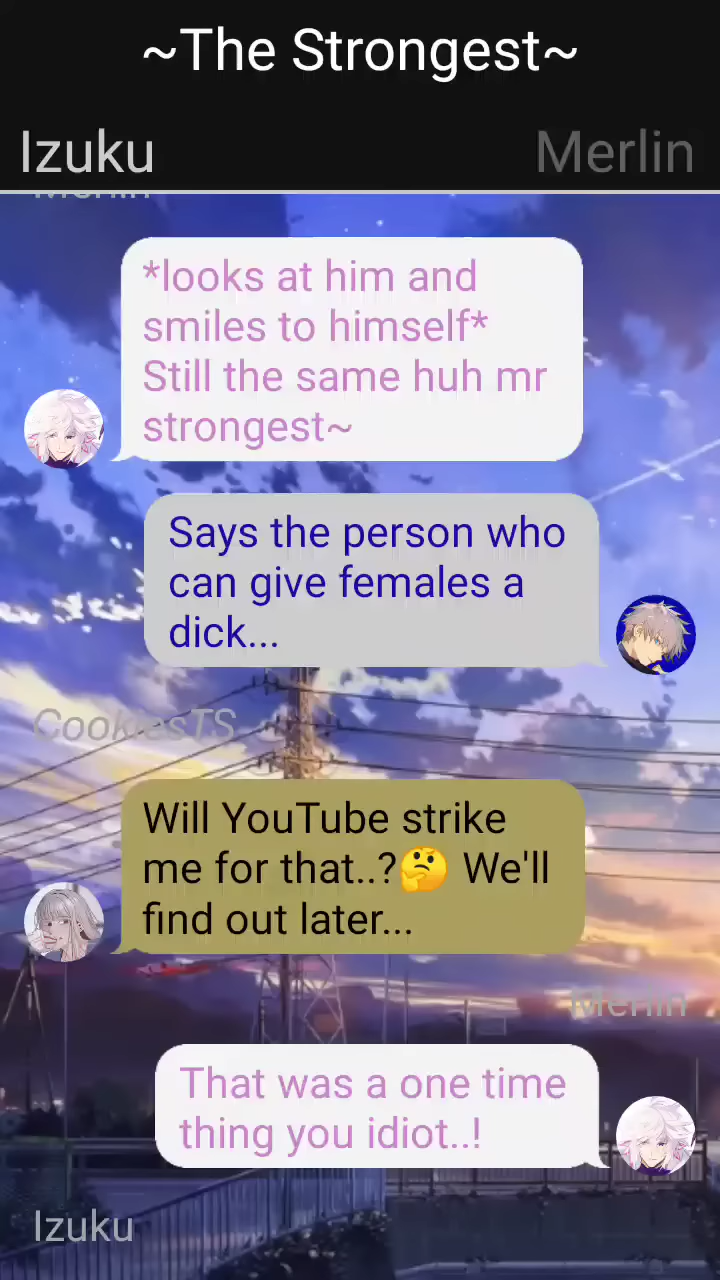 ~The Strongest~
Izuku
Merlin
Merlin
*looks at him and
smiles to himself*
Still the same huh mr
strongest~
Says the person who
can give females a
dick...
CookiesTS
Will YouTube strike
me for that..?🤔 We'll
find out later...
Merlin
That was a one time
thing you idiot..!
Izuku